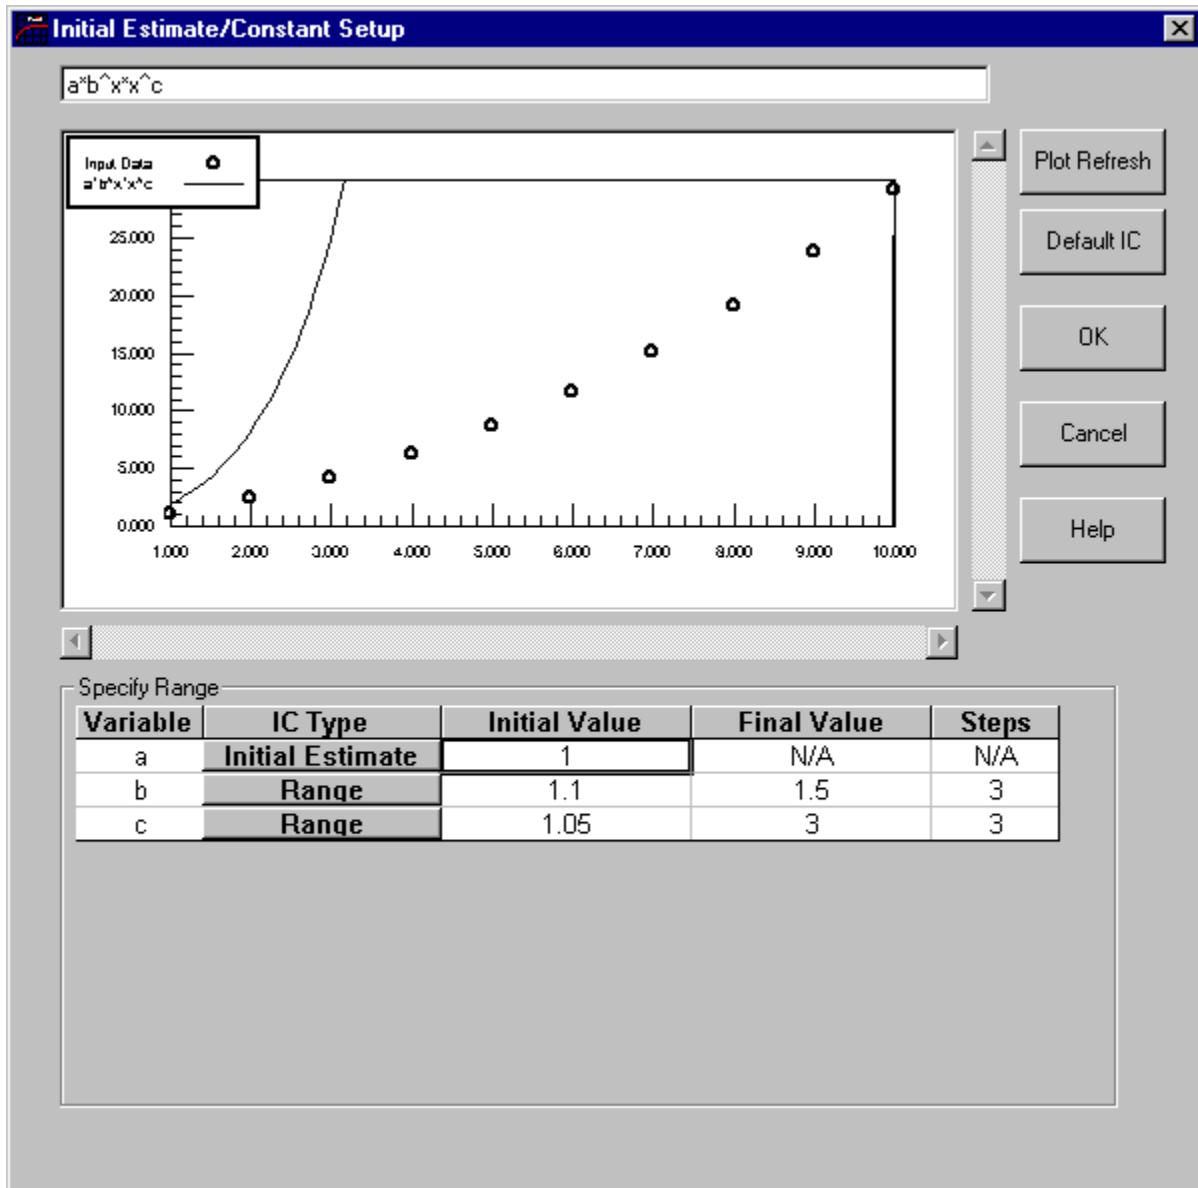 Initial Estimate/Constant Setup
a*b^x*x^c
Input Data
a*b^x*x^c
Plot Refresh
Default IC
OK
Cancel
Help
25.000
20.000
15.000
10.000
5.000
0.000
1.000 2.000 3.000 4.000 5.000 6.000 7.000 8.000 9.000 10.000
Specify Range
Variable IC Type Initial Value Final Value Steps
a Initial Estimate 1 N/A N/A
b Range 1.1 1.5 3
c Range 1.05 3 3